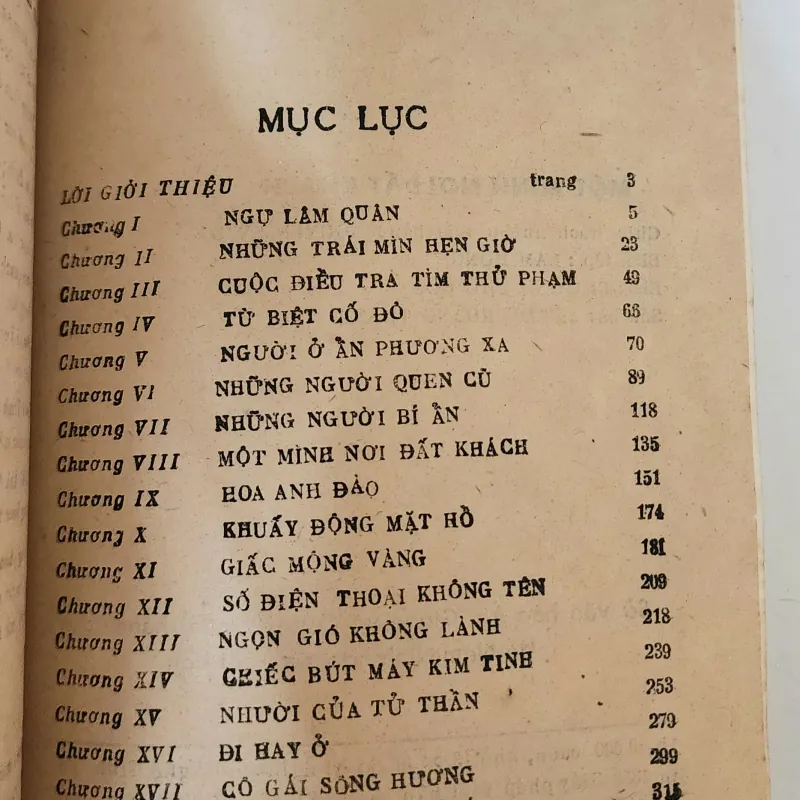 MỤC LỤC
LỜI GIỚI THIỆU trang 3
Chương I NGỰ LÂM QUÂN 5
Chương II NHỮNG TRÁI MÌN HẸN GIỜ 23
Chương III CUỘC ĐIỀU TRA TÌM THỬ PHẠM 49
Chương IV TỪ BIỆT CỐ ĐÔ
Chương V NGƯỜI Ở ẨN PHƯƠNG XA 70
Chương VI NHỮNG NGƯỜI QUEN CŨ 89
Chương VII NHỮNG NGƯỜI BÍ ẨN 118
Chương VIII MỘT MÌNH NƠI ĐẤT KHÁCH 135
Chương IX HOA ANH ĐÀO 151
Chương X KHUẤY ĐỘNG MẶT HỒ 174
Chương XI GIẤC MỘNG VÀNG 181
Chương XII SỐ ĐIỆN THOẠI KHÔNG TÊN 209
Chương XIII NGỌN GIÓ KHÔNG LÀNH 218
Chương XIV CHIẾC BÚT MÁY KIM TINH 239
Chương XV NHƯỜI CỦA TỬ THẦN 253
Chương XVI ĐI HAY Ở 279
Chương XVII CÔ GÁI SÔNG HƯƠNG 299
315